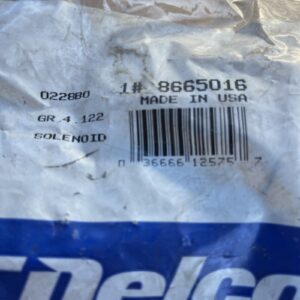 022880
1# 8665016
MADE IN USA
GR.4.122
SOLENOID
0 36666 12575 7
Delco